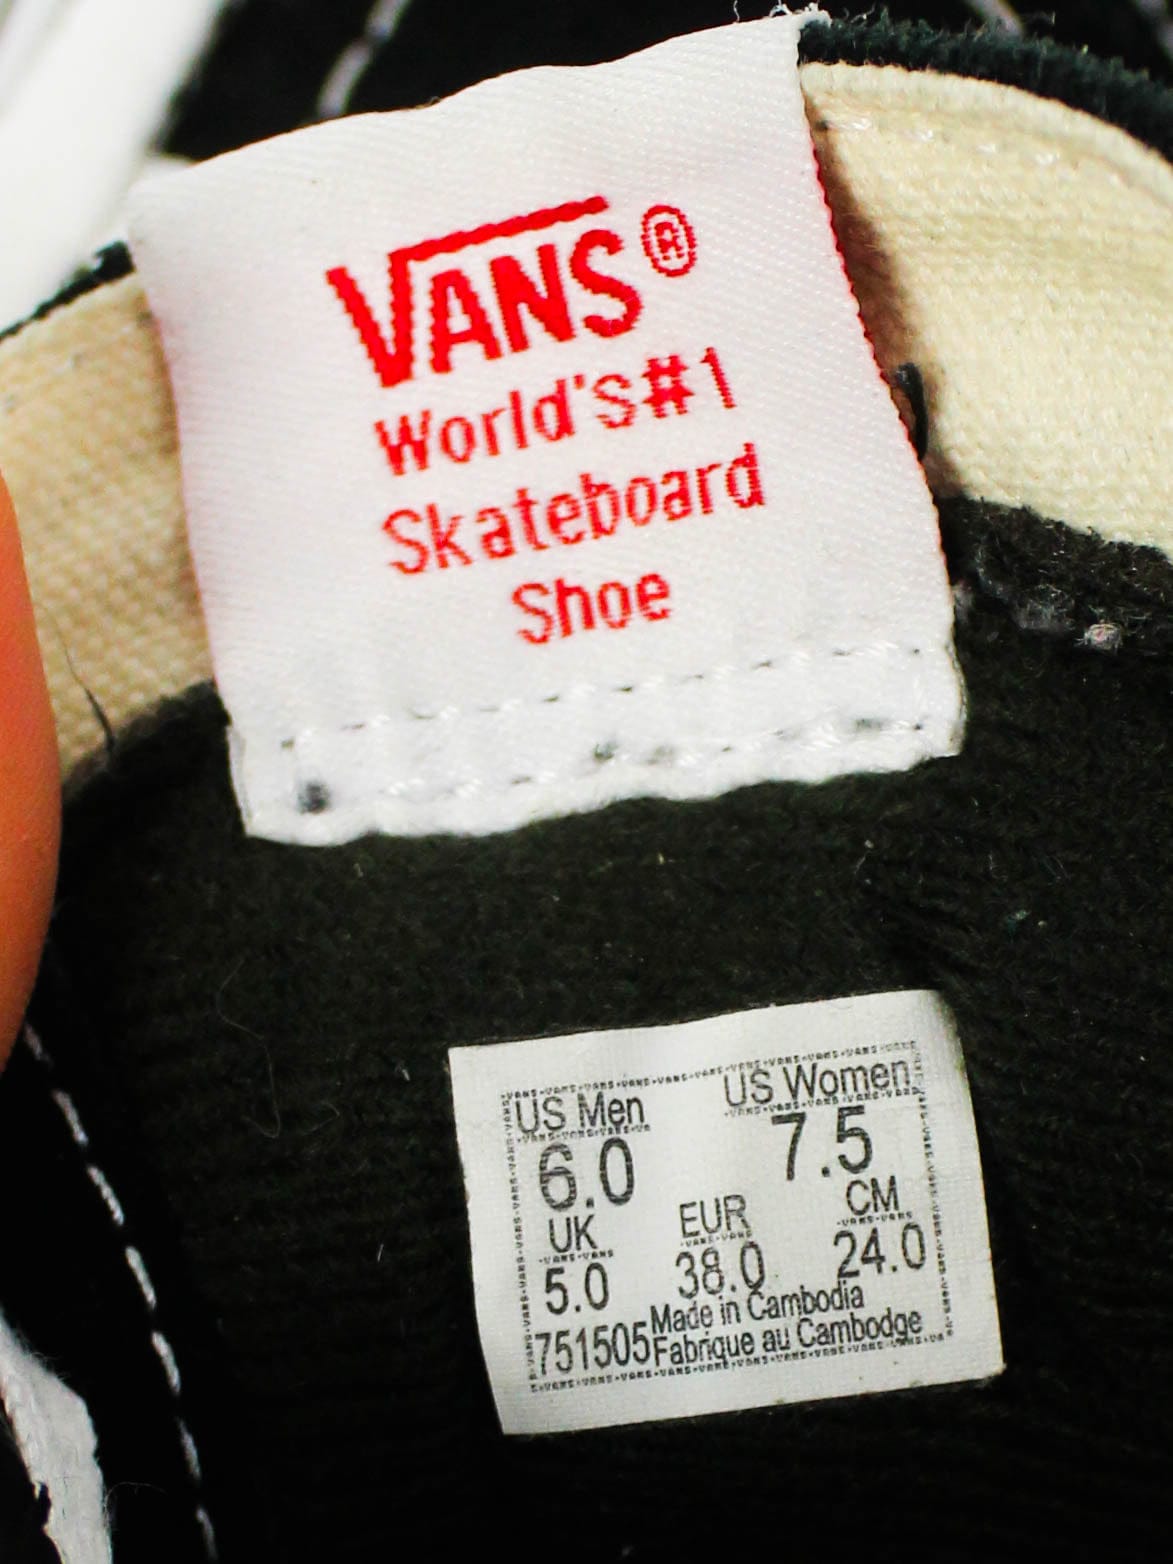 VANS®
World's #1
Skateboard
Shoe
US Men US Women
6.0 7.5
UK EUR CM
5.0 38.0 24.0
751505 Made in Cambodia
Fabrique au Cambodge